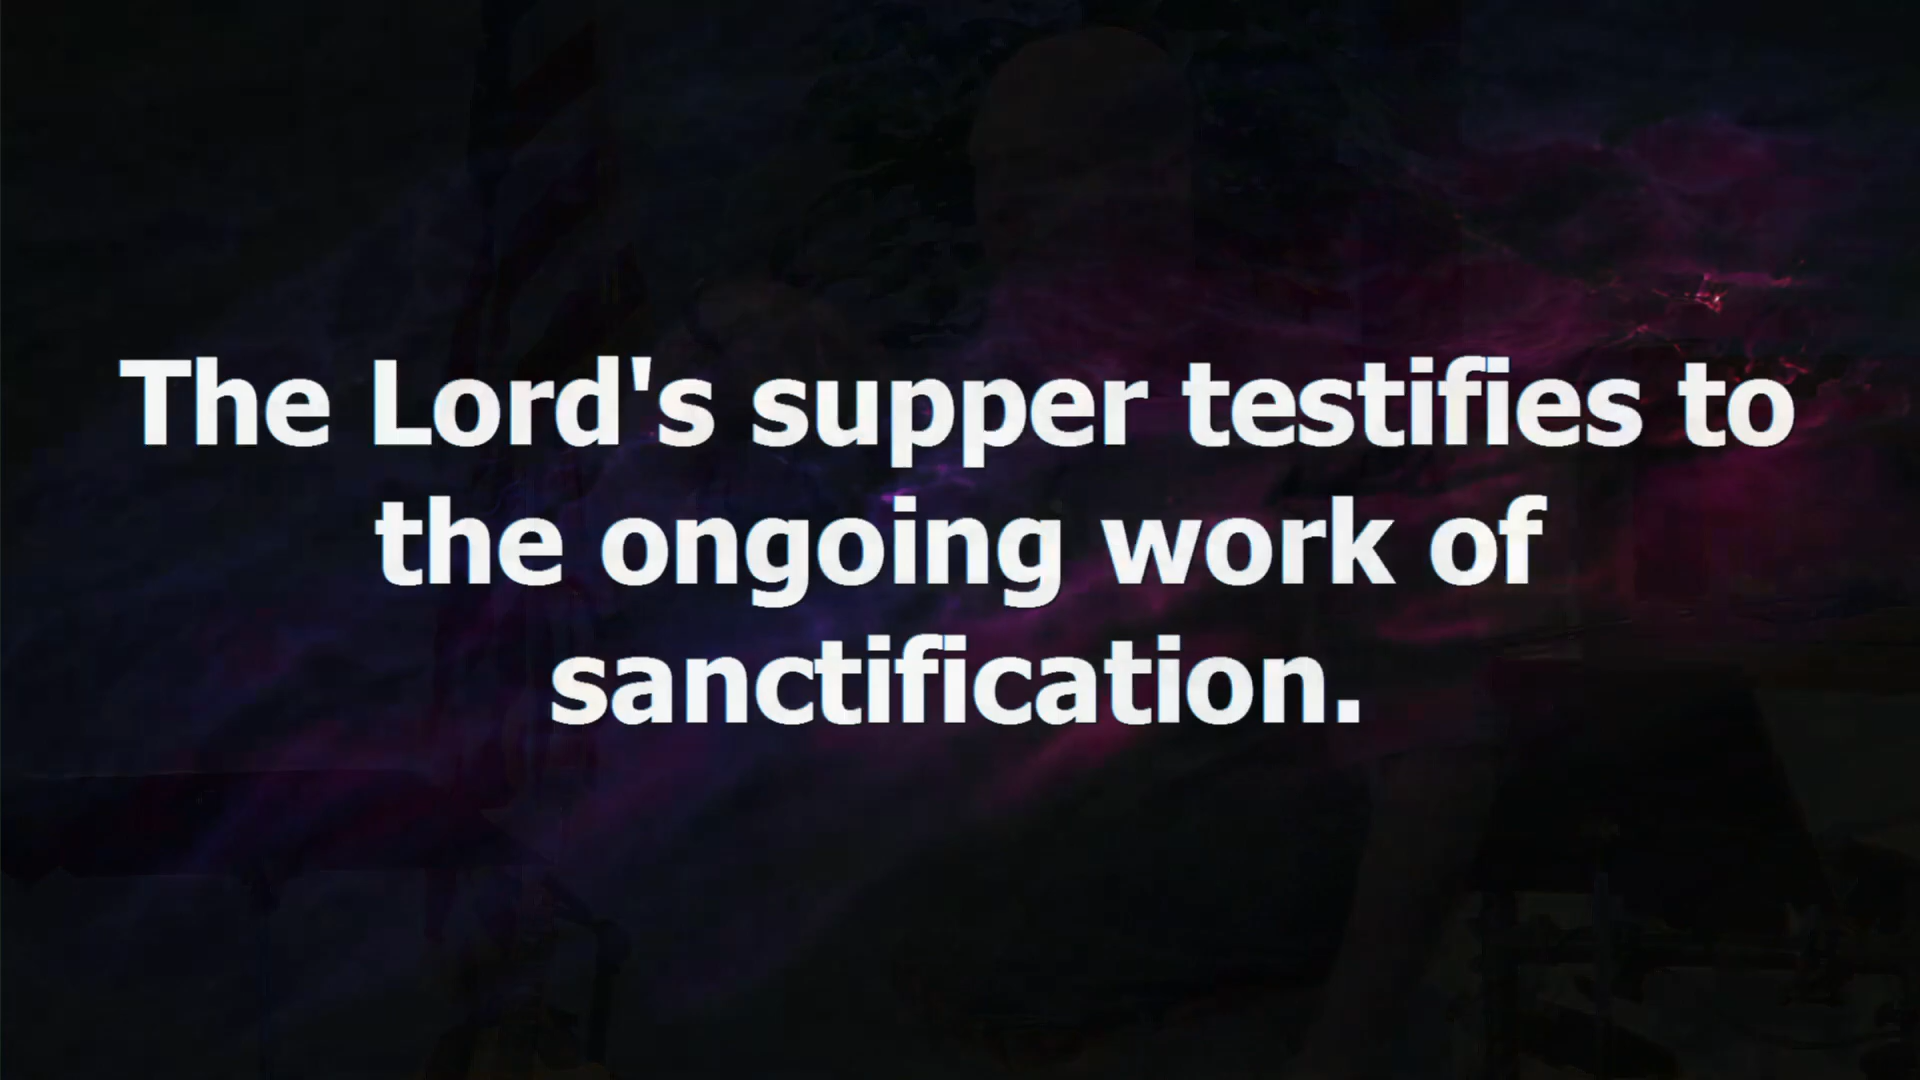 The Lord's supper testifies to
the ongoing work of
sanctification.